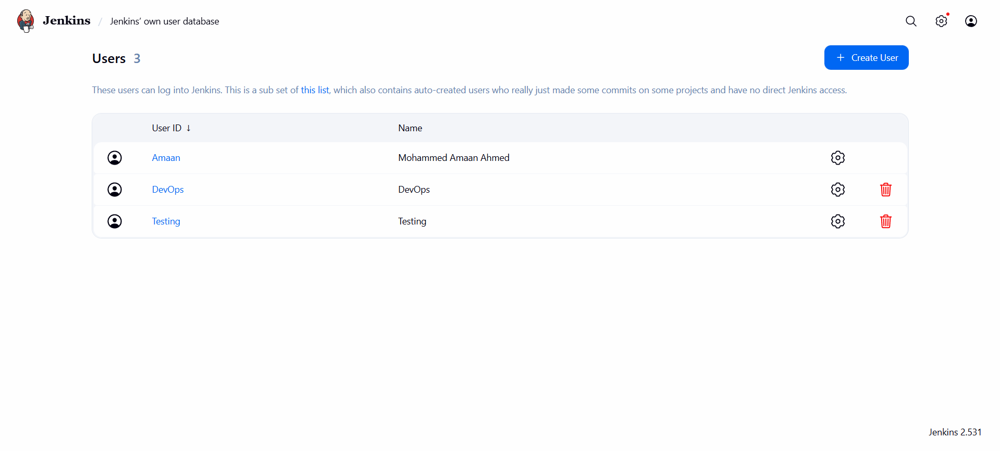 Jenkins / Jenkins’ own user database
Users 3
+ Create User
These users can log into Jenkins. This is a sub set of this list, which also contains auto-created users who really just made some commits on some projects and have no direct Jenkins access.
User ID ↓ Name
Amaan Mohammed Amaan Ahmed
DevOps DevOps
Testing Testing
Jenkins 2.531